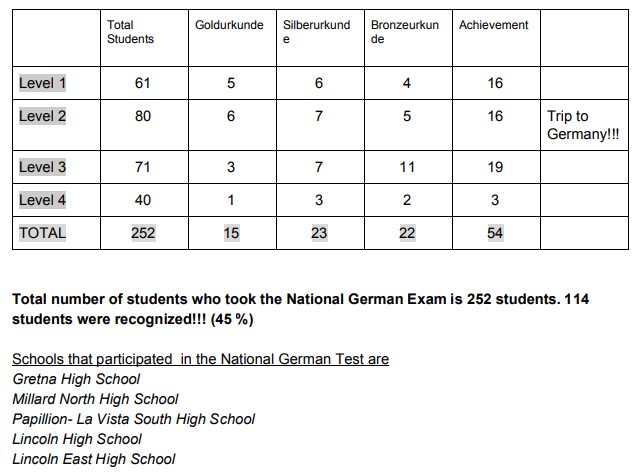 Total Students Goldurkunde Silberurkunde Bronzeurkunde Achievement
Level 1 61 5 6 4 16
Level 2 80 6 7 5 16 Trip to Germany!!!
Level 3 71 3 7 11 19
Level 4 40 1 3 2 3
TOTAL 252 15 23 22 54
Total number of students who took the National German Exam is 252 students. 114
students were recognized!!! (45 %)
Schools that participated in the National German Test are
Gretna High School
Millard North High School
Papillion- La Vista South High School
Lincoln High School
Lincoln East High School